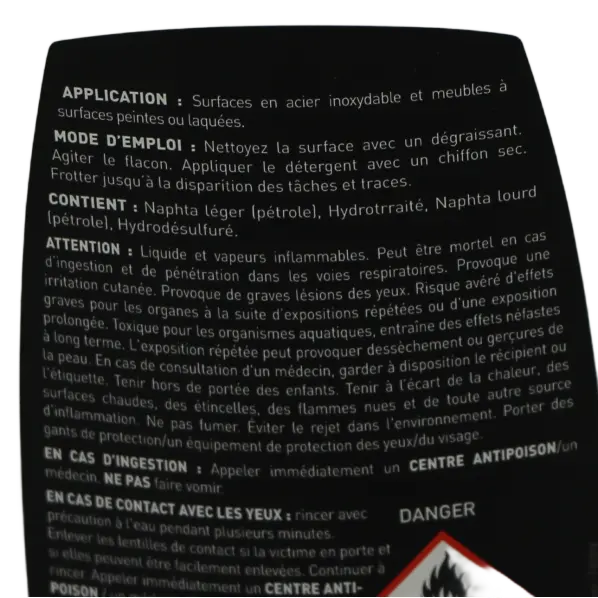 APPLICATION : Surfaces en acier inoxydable et meubles à
surfaces peintes ou laquées.
MODE D'EMPLOI : Nettoyez la surface avec un dégraissant.
Agiter le flacon. Appliquer le détergent avec un chiffon sec.
Frotter jusqu'à la disparition des tâches et traces.
CONTIENT : Naphta léger (pétrole), Hydrotrraité, Naphta lourd
(pétrole), Hydrodésulfuré.
ATTENTION : Liquide et vapeurs inflammables. Peut être mortel en cas
d'ingestion et de pénétration dans les voies respiratoires. Provoque une
irritation cutanée. Provoque de graves lésions des yeux. Risque avéré d'effets
graves pour les organes à la suite d'expositions répétées ou d'une exposition
prolongée. Toxique pour les organismes aquatiques, entraîne des effets néfastes
à long terme. L'exposition répétée peut provoquer dessèchement ou gerçures de
la peau. En cas de consultation d'un médecin, garder à disposition le récipient ou
l'étiquette. Tenir hors de portée des enfants. Tenir à l'écart de la chaleur, des
surfaces chaudes, des étincelles, des flammes nues et de toute autre source
d'inflammation. Ne pas fumer. Éviter le rejet dans l'environnement. Porter des
gants de protection/un équipement de protection des yeux/du visage.
EN CAS D'INGESTION : Appeler immédiatement un CENTRE ANTIPOISON/un
médecin. NE PAS faire vomir.
EN CAS DE CONTACT AVEC LES YEUX : rincer avec
précaution à l'eau pendant plusieurs minutes.
Enlever les lentilles de contact si la victime en porte et
si elles peuvent être facilement enlevées. Continuer à
rincer. Appeler immédiatement un CENTRE ANTI-
POISON / un
DANGER